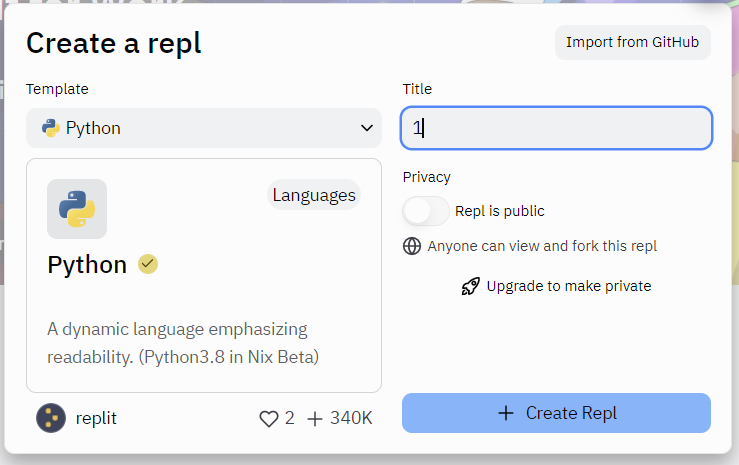 Create a repl
Import from GitHub
Template
Python
Languages
Python
A dynamic language emphasizing
readability. (Python3.8 in Nix Beta)
replit
2
340K
Title
1
Privacy
Repl is public
Anyone can view and fork this repl
Upgrade to make private
+ Create Repl